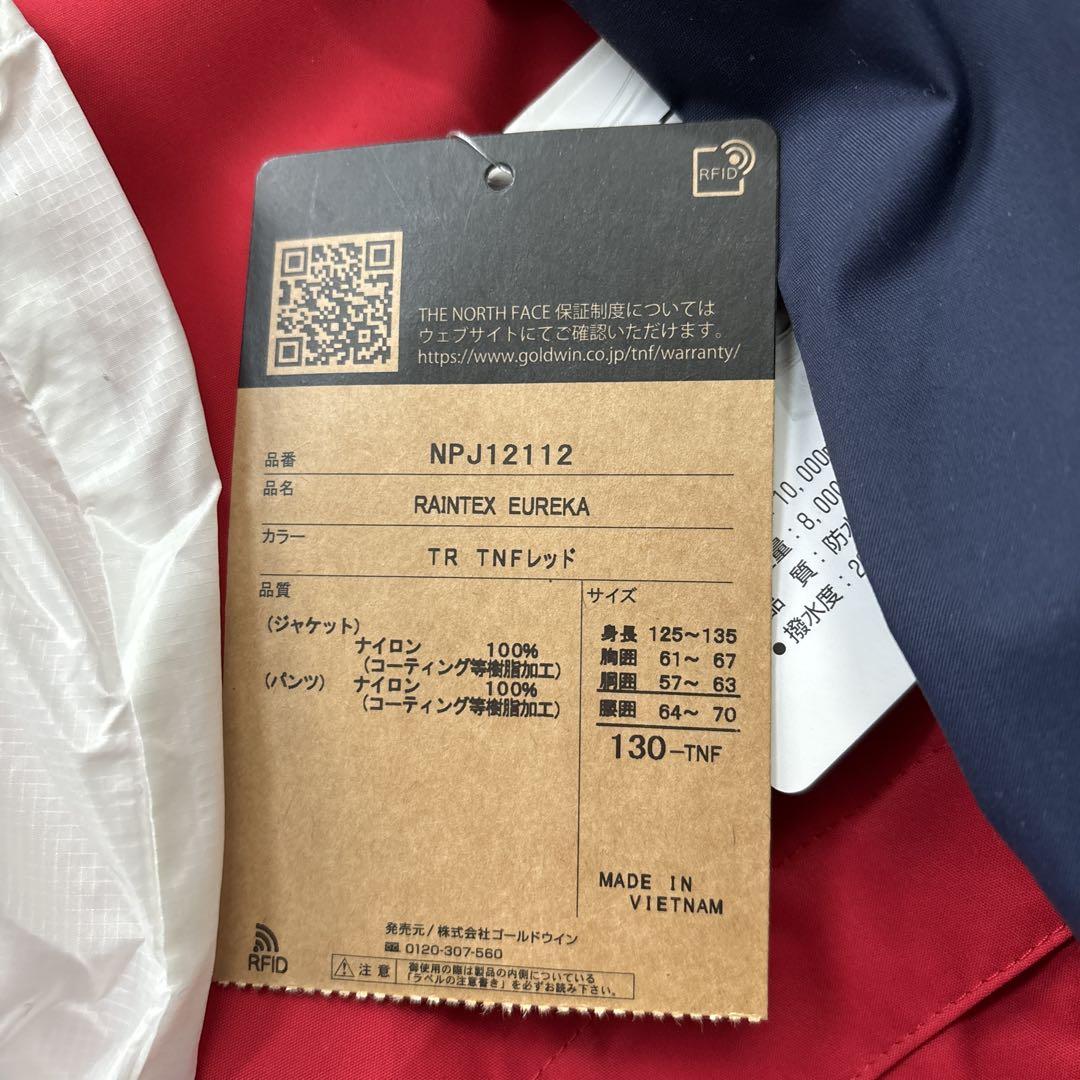 RFID
THE NORTH FACE 保証制度については
ウェブサイトにてご確認いただけます。
https://www.goldwin.co.jp/tnf/warranty/
品番 NPJ12112
品名
RAINTEX EUREKA
カラー
TR TNFレッド
品質
(ジャケット)
ナイロン 100%
(コーティング等樹脂加工)
(パンツ) ナイロン 100%
(コーティング等樹脂加工)
サイズ
身長 125〜135
胸囲 61〜 67
胴囲 57〜 63
腰囲 64〜 70
130-TNF
MADE IN
VIETNAM
発売元/株式会社ゴールドウイン
0120-307-560
RFID
注意
御使用の際は製品の内側についている
「ラベルの注意書き」を必ずお読み下さい。
10,000
量:8,000
品 質:防水
•撥水度:2